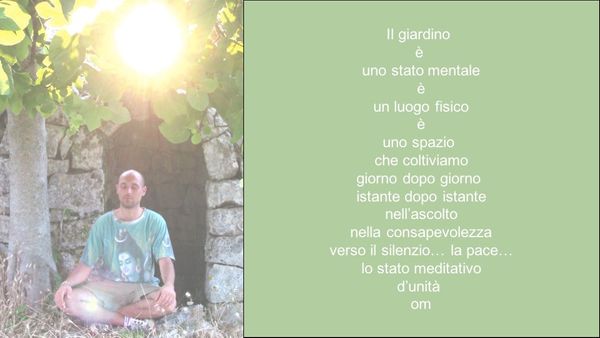 Il giardino
è
uno stato mentale
è
un luogo fisico
è
uno spazio
che coltiviamo
giorno dopo giorno
istante dopo istante
nell'ascolto
nella consapevolezza
verso il silenzio… la pace…
lo stato meditativo
d'unità
om